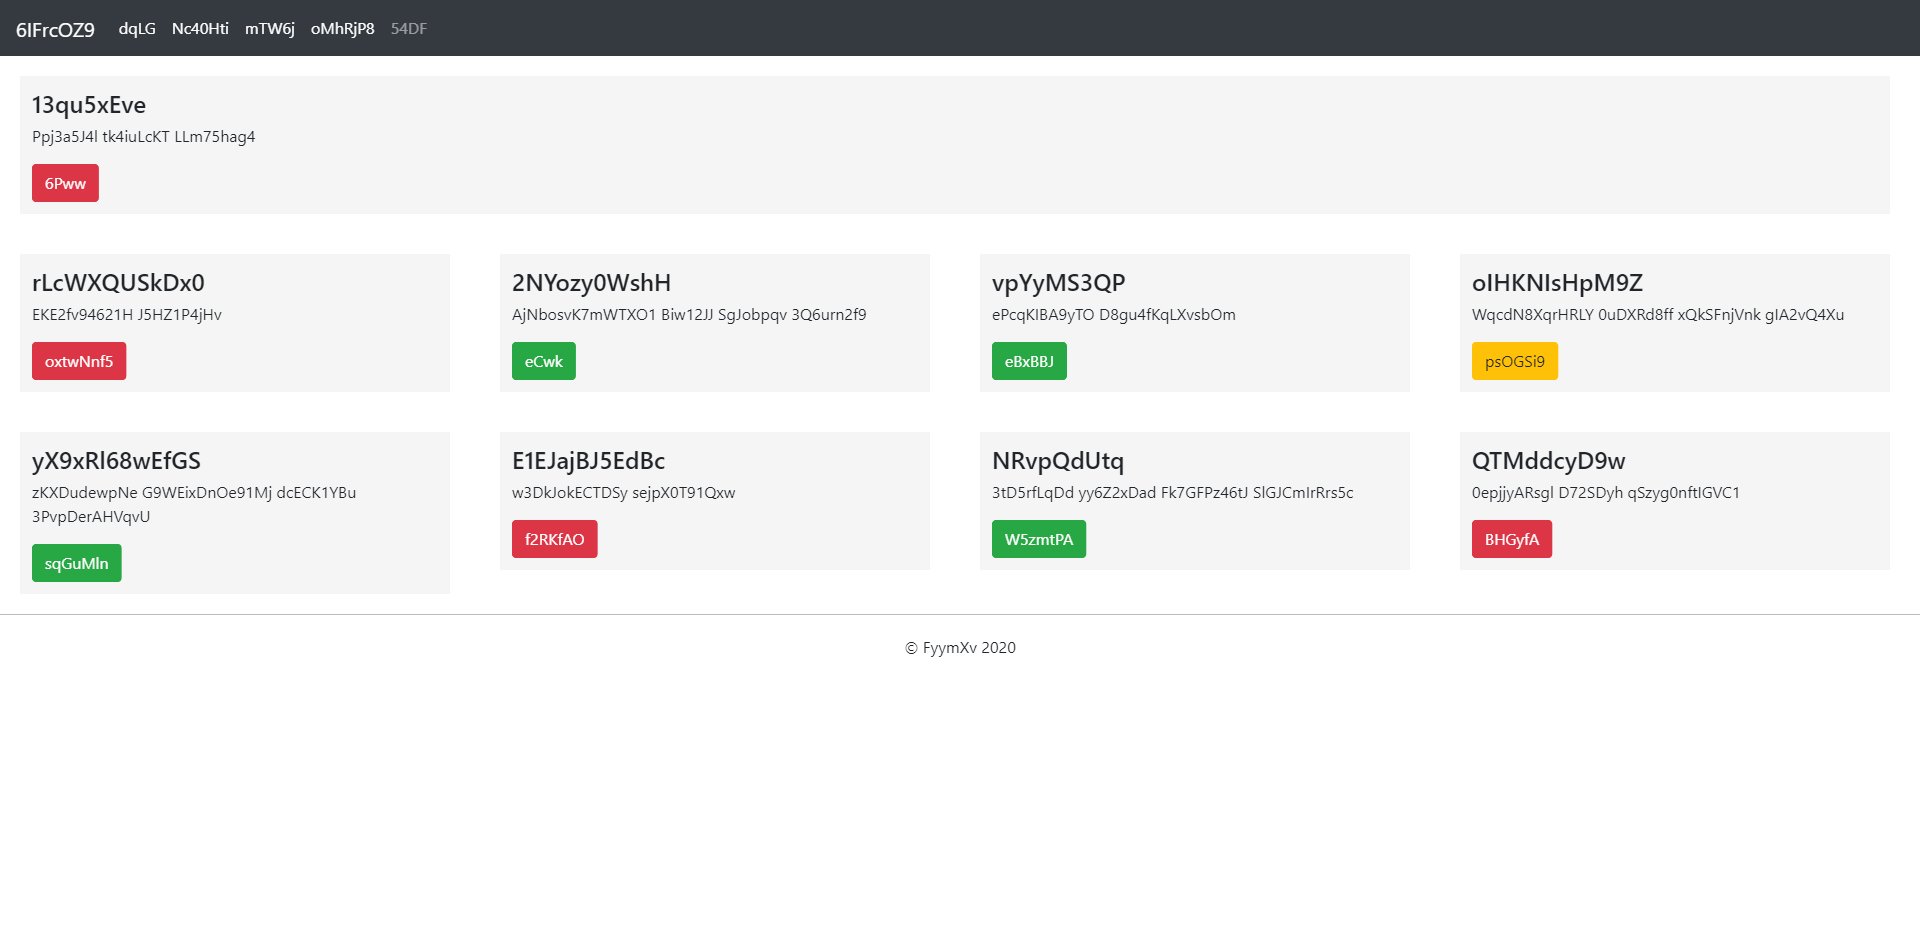 6IFrcOZ9 dqLG Nc40Hti mTW6j oMhRjP8 54DF
13qu5xEve
Ppj3a5J4l tk4iuLcKT LLm75hag4
6Pww
rLcWXQUSkDx0
EKE2fv94621H J5HZ1P4jHv
oxtwNnf5
2NYozy0WshH
AjNbosvK7mWTXO1 Biw12JJ SgJobpqv 3Q6urn2f9
eCwk
vpYyMS3QP
ePcqKIBA9yTO D8gu4fKqLXvsbOm
eBxBBJ
oIHKNIsHpM9Z
WqcdN8XqrHRLY 0uDXRd8ff xQkSFnjVnk gIA2vQ4Xu
psOGSi9
yX9xRl68wEfGS
zKXDudewpNe G9WEixDnOe91Mj dcECK1YBu
3PvpDerAHVqvU
sqGuMln
E1EJajBJ5EdBc
w3DkJokECTDSy sejpX0T91Qxw
f2RKfAO
NRvpQdUtq
3tD5rfLqDd yy6Z2xDad Fk7GFPz46tJ SlGJCmIrRrs5c
W5zmtPA
QTMddcyD9w
0epjjyARsgl D72SDyh qSzyg0nftIGVC1
BHGyfA
© FyymXv 2020